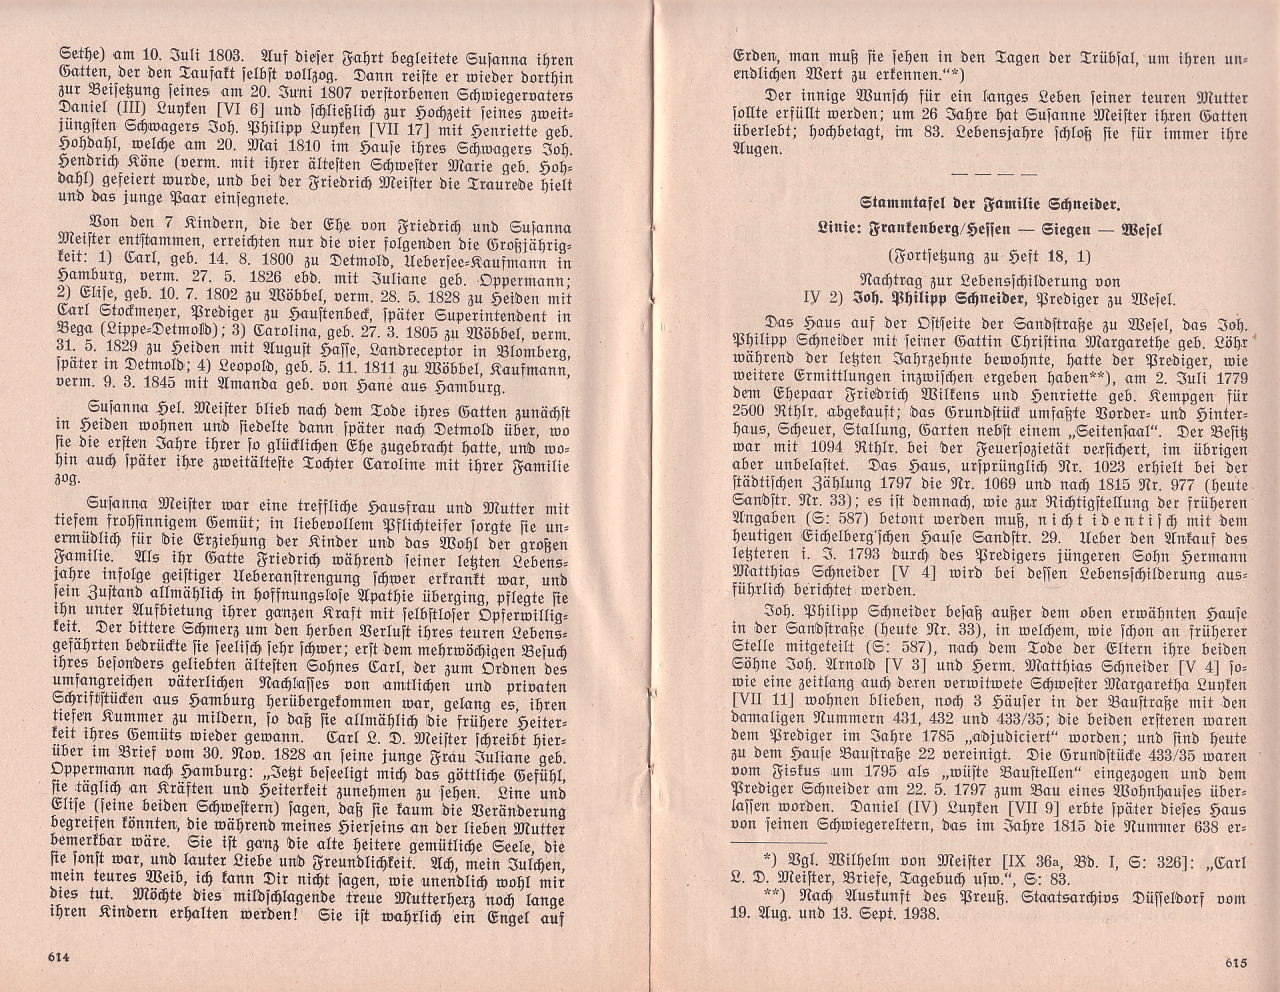 Sethe) am 10. Juli 1803. Auf dieser Fahrt begleitete Susanna ihren
Gatten, der den Taufakt selbst vollzog. Dann reiste er wieder dorthin
zur Beisetzung seines am 20. Juni 1807 verstorbenen Schwiegervaters
Daniel (III) Luyken [VI 6] und schließlich zur Hochzeit seines zweit-
jüngsten Schwagers Joh. Philipp Luyken [VII 17] mit Henriette geb.
Hohdahl, welche am 20. Mai 1810 im Hause ihres Schwagers Joh.
Hendrich Köne (verm. mit ihrer ältesten Schwester Marie geb. Hoh-
dahl) gefeiert wurde, und bei der Friedrich Meister die Traurede hielt
und das junge Paar einsegnete.
Von den 7 Kindern, die der Ehe von Friedrich und Susanna
Meister entstammen, erreichten nur die vier folgenden die Großjährig-
keit: 1) Carl, geb. 14. 8. 1800 zu Detmold, Uebersee-Kaufmann in
Hamburg, verm. 27. 5. 1826 ebd. mit Juliane geb. Oppermann;
2) Elise, geb. 10. 7. 1802 zu Wöbbel, verm. 28. 5. 1828 zu Heiden mit
Carl Stockmeyer, Prediger zu Haustenbeck, später Superintendent in
Bega (Lippe-Detmold); 3) Carolina, geb. 27. 3. 1805 zu Wöbbel, verm.
31. 5. 1829 zu Heiden mit August Hasse, Landreceptor in Blomberg,
später in Detmold; 4) Leopold, geb. 5. 11. 1811 zu Wöbbel, Kaufmann,
verm. 9. 3. 1845 mit Amanda geb. von Hane aus Hamburg.
Susanna Hel. Meister blieb nach dem Tode ihres Gatten zunächst
in Heiden wohnen und siedelte dann später nach Detmold über, wo
sie die ersten Jahre ihrer so glücklichen Ehe zugebracht hatte, und wo-
hin auch später ihre zweitälteste Tochter Caroline mit ihrer Familie
zog.
Susanna Meister war eine treffliche Hausfrau und Mutter mit
tiefem frohsinnigem Gemüt; in liebevollem Pflichteifer sorgte sie un-
ermüdlich für die Erziehung der Kinder und das Wohl der großen
Familie. Als ihr Gatte Friedrich während seiner letzten Lebens-
jahre infolge geistiger Ueberanstrengung schwer erkrankt war, und
sein Zustand allmählich in hoffnungslose Apathie überging, pflegte sie
ihn unter Aufbietung ihrer ganzen Kraft mit selbstloser Opferwillig-
keit. Der bittere Schmerz um den herben Verlust ihres teuren Lebens-
gefährten bedrückte sie seelisch sehr schwer; erst dem mehrwöchigen Besuch
ihres besonders geliebten ältesten Sohnes Carl, der zum Ordnen des
umfangreichen väterlichen Nachlasses von amtlichen und privaten
Schriftstücken aus Hamburg herübergekommen war, gelang es, ihren
tiefen Kummer zu mildern, so daß sie allmählich die frühere Heiter-
keit ihres Gemüts wieder gewann. Carl L. D. Meister schreibt hier-
über im Brief vom 30. Nov. 1828 an seine junge Frau Juliane geb.
Oppermann nach Hamburg: „Jetzt beseeligt mich das göttliche Gefühl,
sie täglich an Kräften und Heiterkeit zunehmen zu sehen. Line und
Elise (seine beiden Schwestern) sagen, daß sie kaum die Veränderung
begreifen könnten, die während meines Hierseins an der lieben Mutter
bemerkbar wäre. Sie ist ganz die alte heitere gemütliche Seele, die
sie sonst war, und lauter Liebe und Freundlichkeit. Ach, mein Julchen,
mein teures Weib, ich kann Dir nicht sagen, wie unendlich wohl mir
dies tut. Möchte dies mildschlagende treue Mutterherz noch lange
ihren Kindern erhalten werden! Sie ist wahrlich ein Engel auf
614
Erden, man muß sie sehen in den Tagen der Trübsal, um ihren un-
endlichen Wert zu erkennen.“*)
Der innige Wunsch für ein langes Leben seiner teuren Mutter
sollte erfüllt werden; um 26 Jahre hat Susanne Meister ihren Gatten
überlebt; hochbetagt, im 83. Lebensjahre schloß sie für immer ihre
Augen.
Stammtafel der Familie Schneider.
Linie: Frankenberg/Hessen — Siegen — Wesel
(Fortsetzung zu Heft 18, 1)
Nachtrag zur Lebensschilderung von
IV 2) Joh. Philipp Schneider, Prediger zu Wesel.
Das Haus auf der Ostseite der Sandstraße zu Wesel, das Joh.
Philipp Schneider mit seiner Gattin Christina Margarethe geb. Löhr
während der letzten Jahrzehnte bewohnte, hatte der Prediger, wie
weitere Ermittlungen inzwischen ergeben haben**), am 2. Juli 1779
dem Ehepaar Friedrich Wilkens und Henriette geb. Kempgen für
2500 Rthlr. abgekauft; das Grundstück umfaßte Vorder- und Hinter-
haus, Scheuer, Stallung, Garten nebst einem „Seitensaal“. Der Besitz
war mit 1094 Rthlr. bei der Feuersozietät versichert, im übrigen
aber unbelastet. Das Haus, ursprünglich Nr. 1023 erhielt bei der
städtischen Zählung 1797 die Nr. 1069 und nach 1815 Nr. 977 (heute
Sandstr. Nr. 33); es ist demnach, wie zur Richtigstellung der früheren
Angaben (S: 587) betont werden muß, nicht identisch mit dem
heutigen Eichelberg'schen Hause Sandstr. 29. Ueber den Ankauf des
letzteren i. J. 1793 durch des Predigers jüngeren Sohn Hermann
Matthias Schneider [V 4] wird bei dessen Lebensschilderung aus-
führlich berichtet werden.
Joh. Philipp Schneider besaß außer dem oben erwähnten Hause
in der Sandstraße (heute Nr. 33), in welchem, wie schon an früherer
Stelle mitgeteilt (S: 587), nach dem Tode der Eltern ihre beiden
Söhne Joh. Arnold [V 3] und Herm. Matthias Schneider [V 4] so-
wie eine zeitlang auch deren verwitwete Schwester Margaretha Luyken
[VII 11] wohnen blieben, noch 3 Häuser in der Baustraße mit den
damaligen Nummern 431, 432 und 433/35; die beiden ersteren waren
dem Prediger im Jahre 1785 „adjudiciert“ worden; und sind heute
zu dem Hause Baustraße 22 vereinigt. Die Grundstücke 433/35 waren
vom Fiskus um 1795 als „wüste Baustellen“ eingezogen und dem
Prediger Schneider am 22. 5. 1797 zum Bau eines Wohnhauses über-
lassen worden. Daniel (IV) Luyken [VII 9] erbte später dieses Haus
von seinen Schwiegereltern, das im Jahre 1815 die Nummer 638 er-
*) Vgl. Wilhelm von Meister [IX 36a, Bd. I, S: 326]: „Carl
L. D. Meister, Briefe, Tagebuch usw.“, S: 83.
**) Nach Auskunft des Preuß. Staatsarchivs Düsseldorf vom
19. Aug. und 13. Sept. 1938.
615